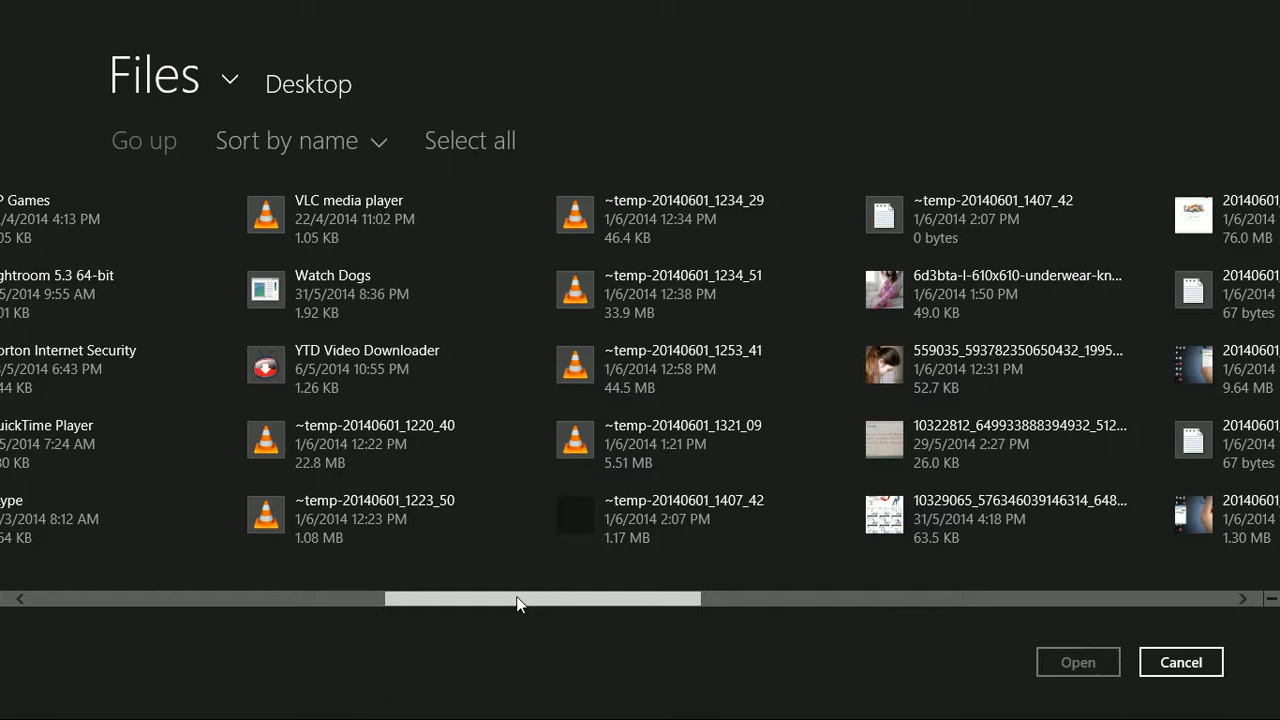 Files
Desktop
Go up
Sort by name
Select all
P Games
/4/2014 4:13 PM
05 KB
ghtroom 5.3 64-bit
/5/2014 9:55 AM
01 KB
orton Internet Security
/5/2014 6:43 PM
44 KB
uickTime Player
/5/2014 7:24 AM
80 KB
ype
/3/2014 8:12 AM
54 KB
VLC media player
22/4/2014 11:02 PM
1.05 KB
Watch Dogs
31/5/2014 8:36 PM
1.92 KB
YTD Video Downloader
6/5/2014 10:55 PM
1.26 KB
~temp-20140601_1220_40
1/6/2014 12:22 PM
22.8 MB
~temp-20140601_1223_50
1/6/2014 12:23 PM
1.08 MB
~temp-20140601_1234_29
1/6/2014 12:34 PM
46.4 KB
~temp-20140601_1234_51
1/6/2014 12:38 PM
33.9 MB
~temp-20140601_1253_41
1/6/2014 12:58 PM
44.5 MB
~temp-20140601_1321_09
1/6/2014 1:21 PM
5.51 MB
~temp-20140601_1407_42
1/6/2014 2:07 PM
1.17 MB
~temp-20140601_1407_42
1/6/2014 2:07 PM
0 bytes
6d3bta-l-610x610-underwear-kn...
1/6/2014 1:50 PM
49.0 KB
559035_593782350650432_1995...
1/6/2014 12:31 PM
52.7 KB
10322812_649933888394932_512...
29/5/2014 2:27 PM
26.0 KB
10329065_576346039146314_648...
31/5/2014 4:18 PM
63.5 KB
20140601
1/6/2014
76.0 MB
20140601
1/6/2014
67 bytes
20140601
1/6/2014
9.64 MB
20140601
1/6/2014
67 bytes
20140601
1/6/2014
1.30 MB
Open
Cancel